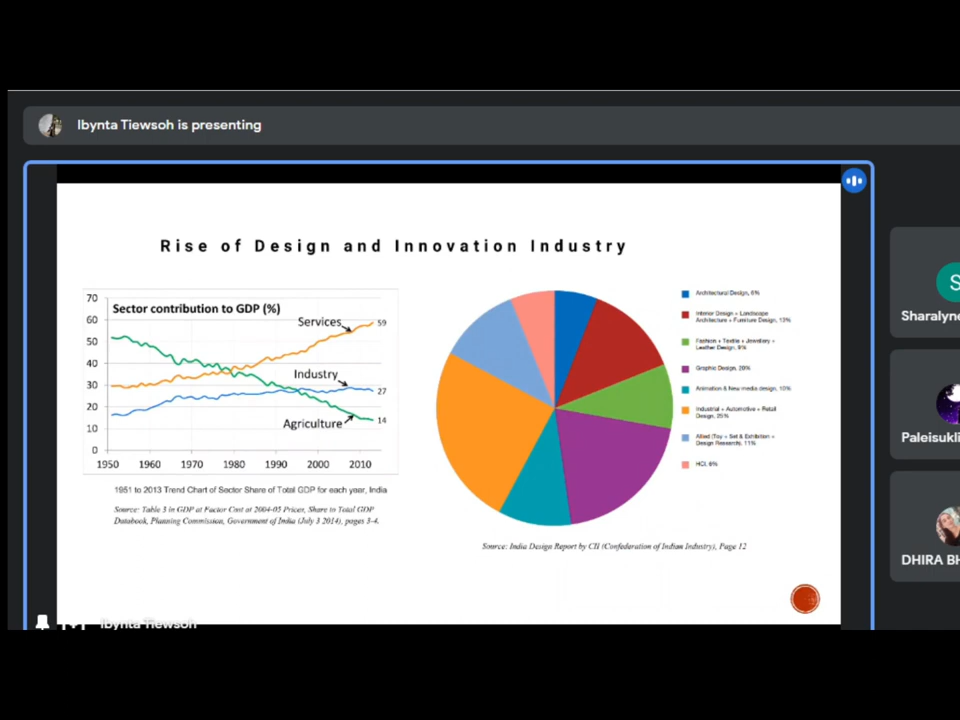 Ibynta Tiewsoh is presenting
Rise of Design and Innovation Industry
Sector contribution to GDP (%)
70
60
50
40
30
20
10
0
Services
59
Industry
27
Agriculture
14
1950 1960 1970 1980 1990 2000 2010
1951 to 2013 Trend Chart of Sector Share of Total GDP for each year, India
Source: Table 3 in GDP at Factor Cost at 2004-05 Prices, Share to Total GDP
Databook, Planning Commission, Government of India (July 3 2014), pages 3-4.
Architectural Design, 6%
Interior Design + Landscape
Architecture + Furniture Design, 13%
Fashion + Textile + Jewellery +
Leather Design, 9%
Graphic Design, 20%
Animation & New media design, 10%
Industrial + Automotive + Retail
Design, 25%
Allied (Toy + Set & Exhibition +
Design Research), 11%
HCI, 6%
Source: India Design Report by CII (Confederation of Indian Industry), Page 12
S
Sharalyne
Paleisukli
DHIRA BH
Ibynta Tiewsoh